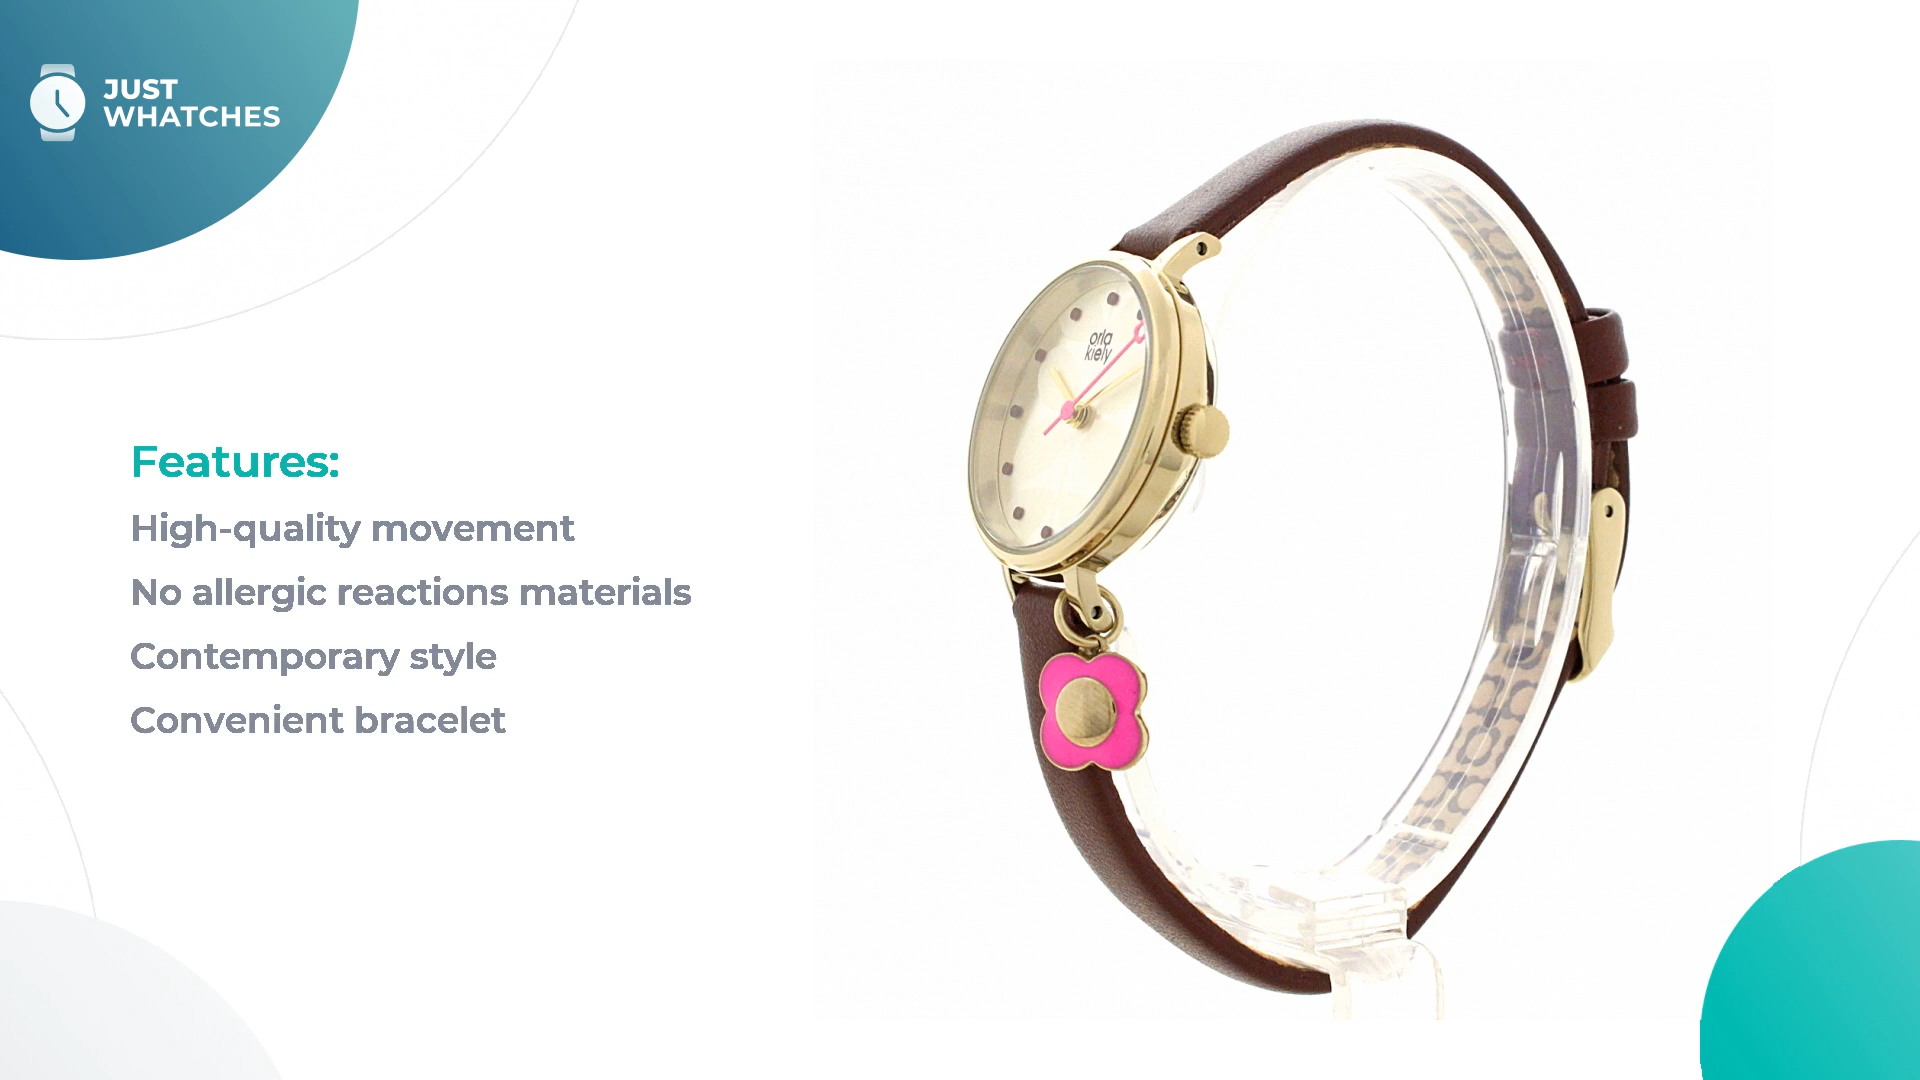 JUST
WHATCHES
Features:
High-quality movement
No allergic reactions materials
Contemporary style
Convenient bracelet
orla
kiely